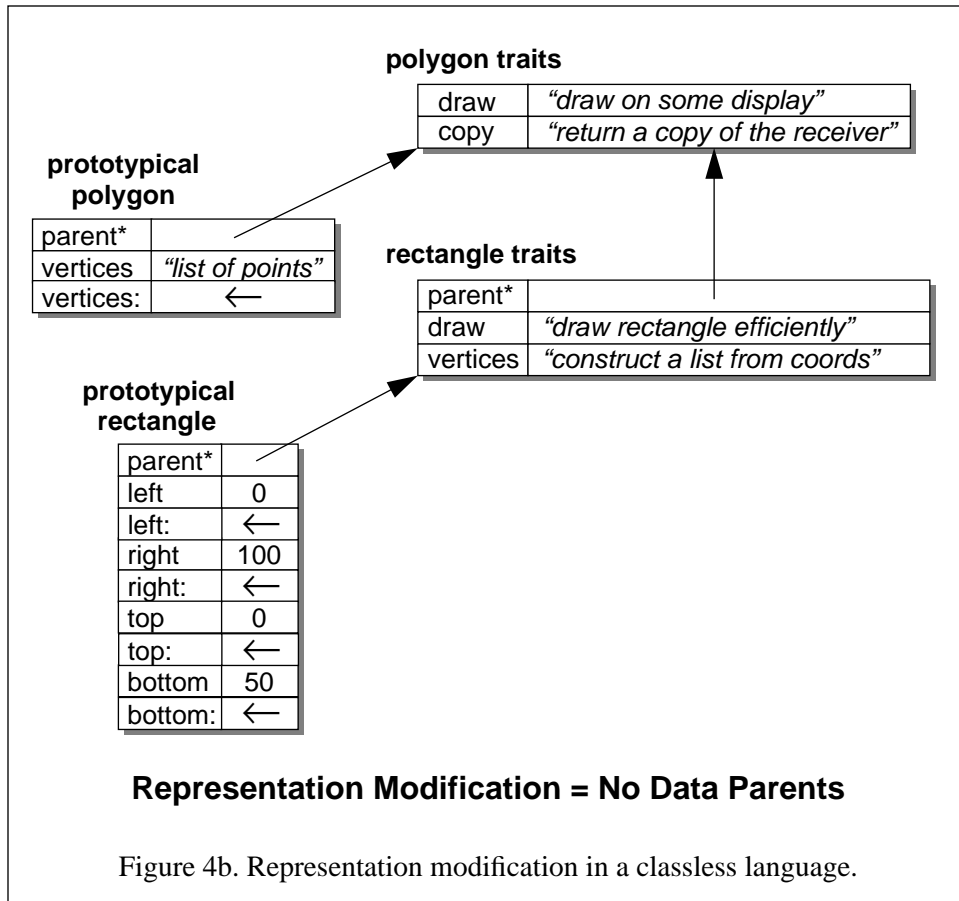 polygon traits
draw “draw on some display”
copy “return a copy of the receiver”
prototypical
polygon
parent*
vertices “list of points”
vertices: ←
rectangle traits
parent*
draw “draw rectangle efficiently”
vertices “construct a list from coords”
prototypical
rectangle
parent*
left 0
left: ←
right 100
right: ←
top 0
top: ←
bottom 50
bottom: ←
Representation Modification = No Data Parents
Figure 4b. Representation modification in a classless language.